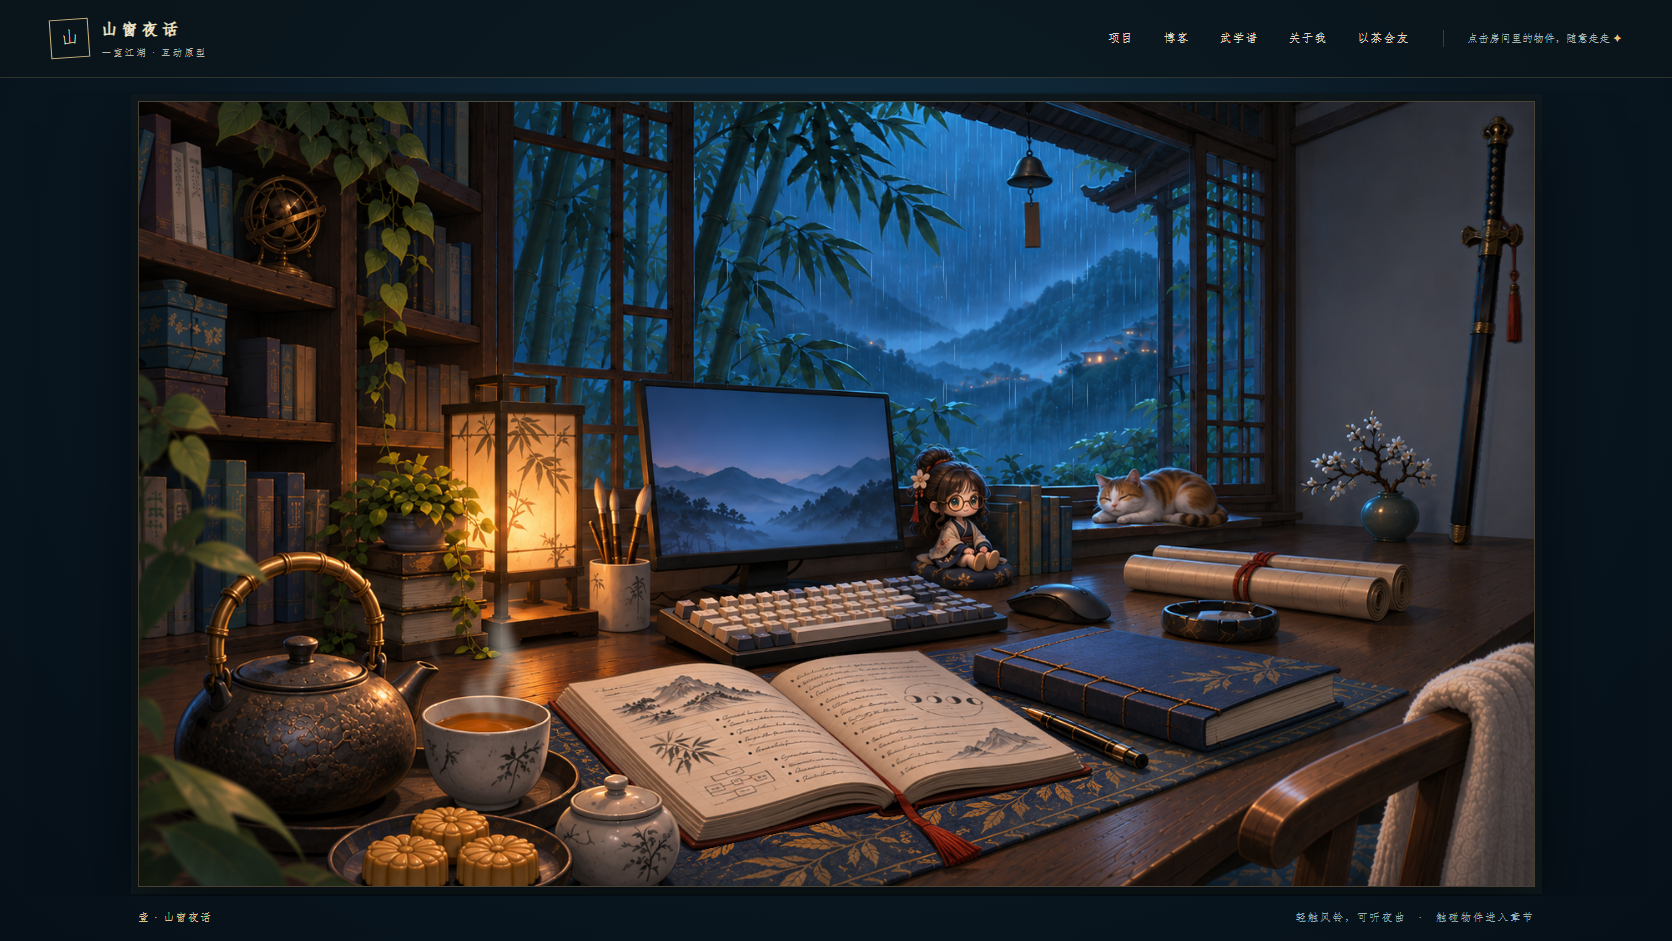 山
山窗夜话
一室江湖 · 互动原型
项目
博客
武学谱
关于我
以茶会友
点击房间里的物件，随意走走 ✦
壹 · 山窗夜话
轻触风铃，可听夜曲 · 触碰物件进入章节